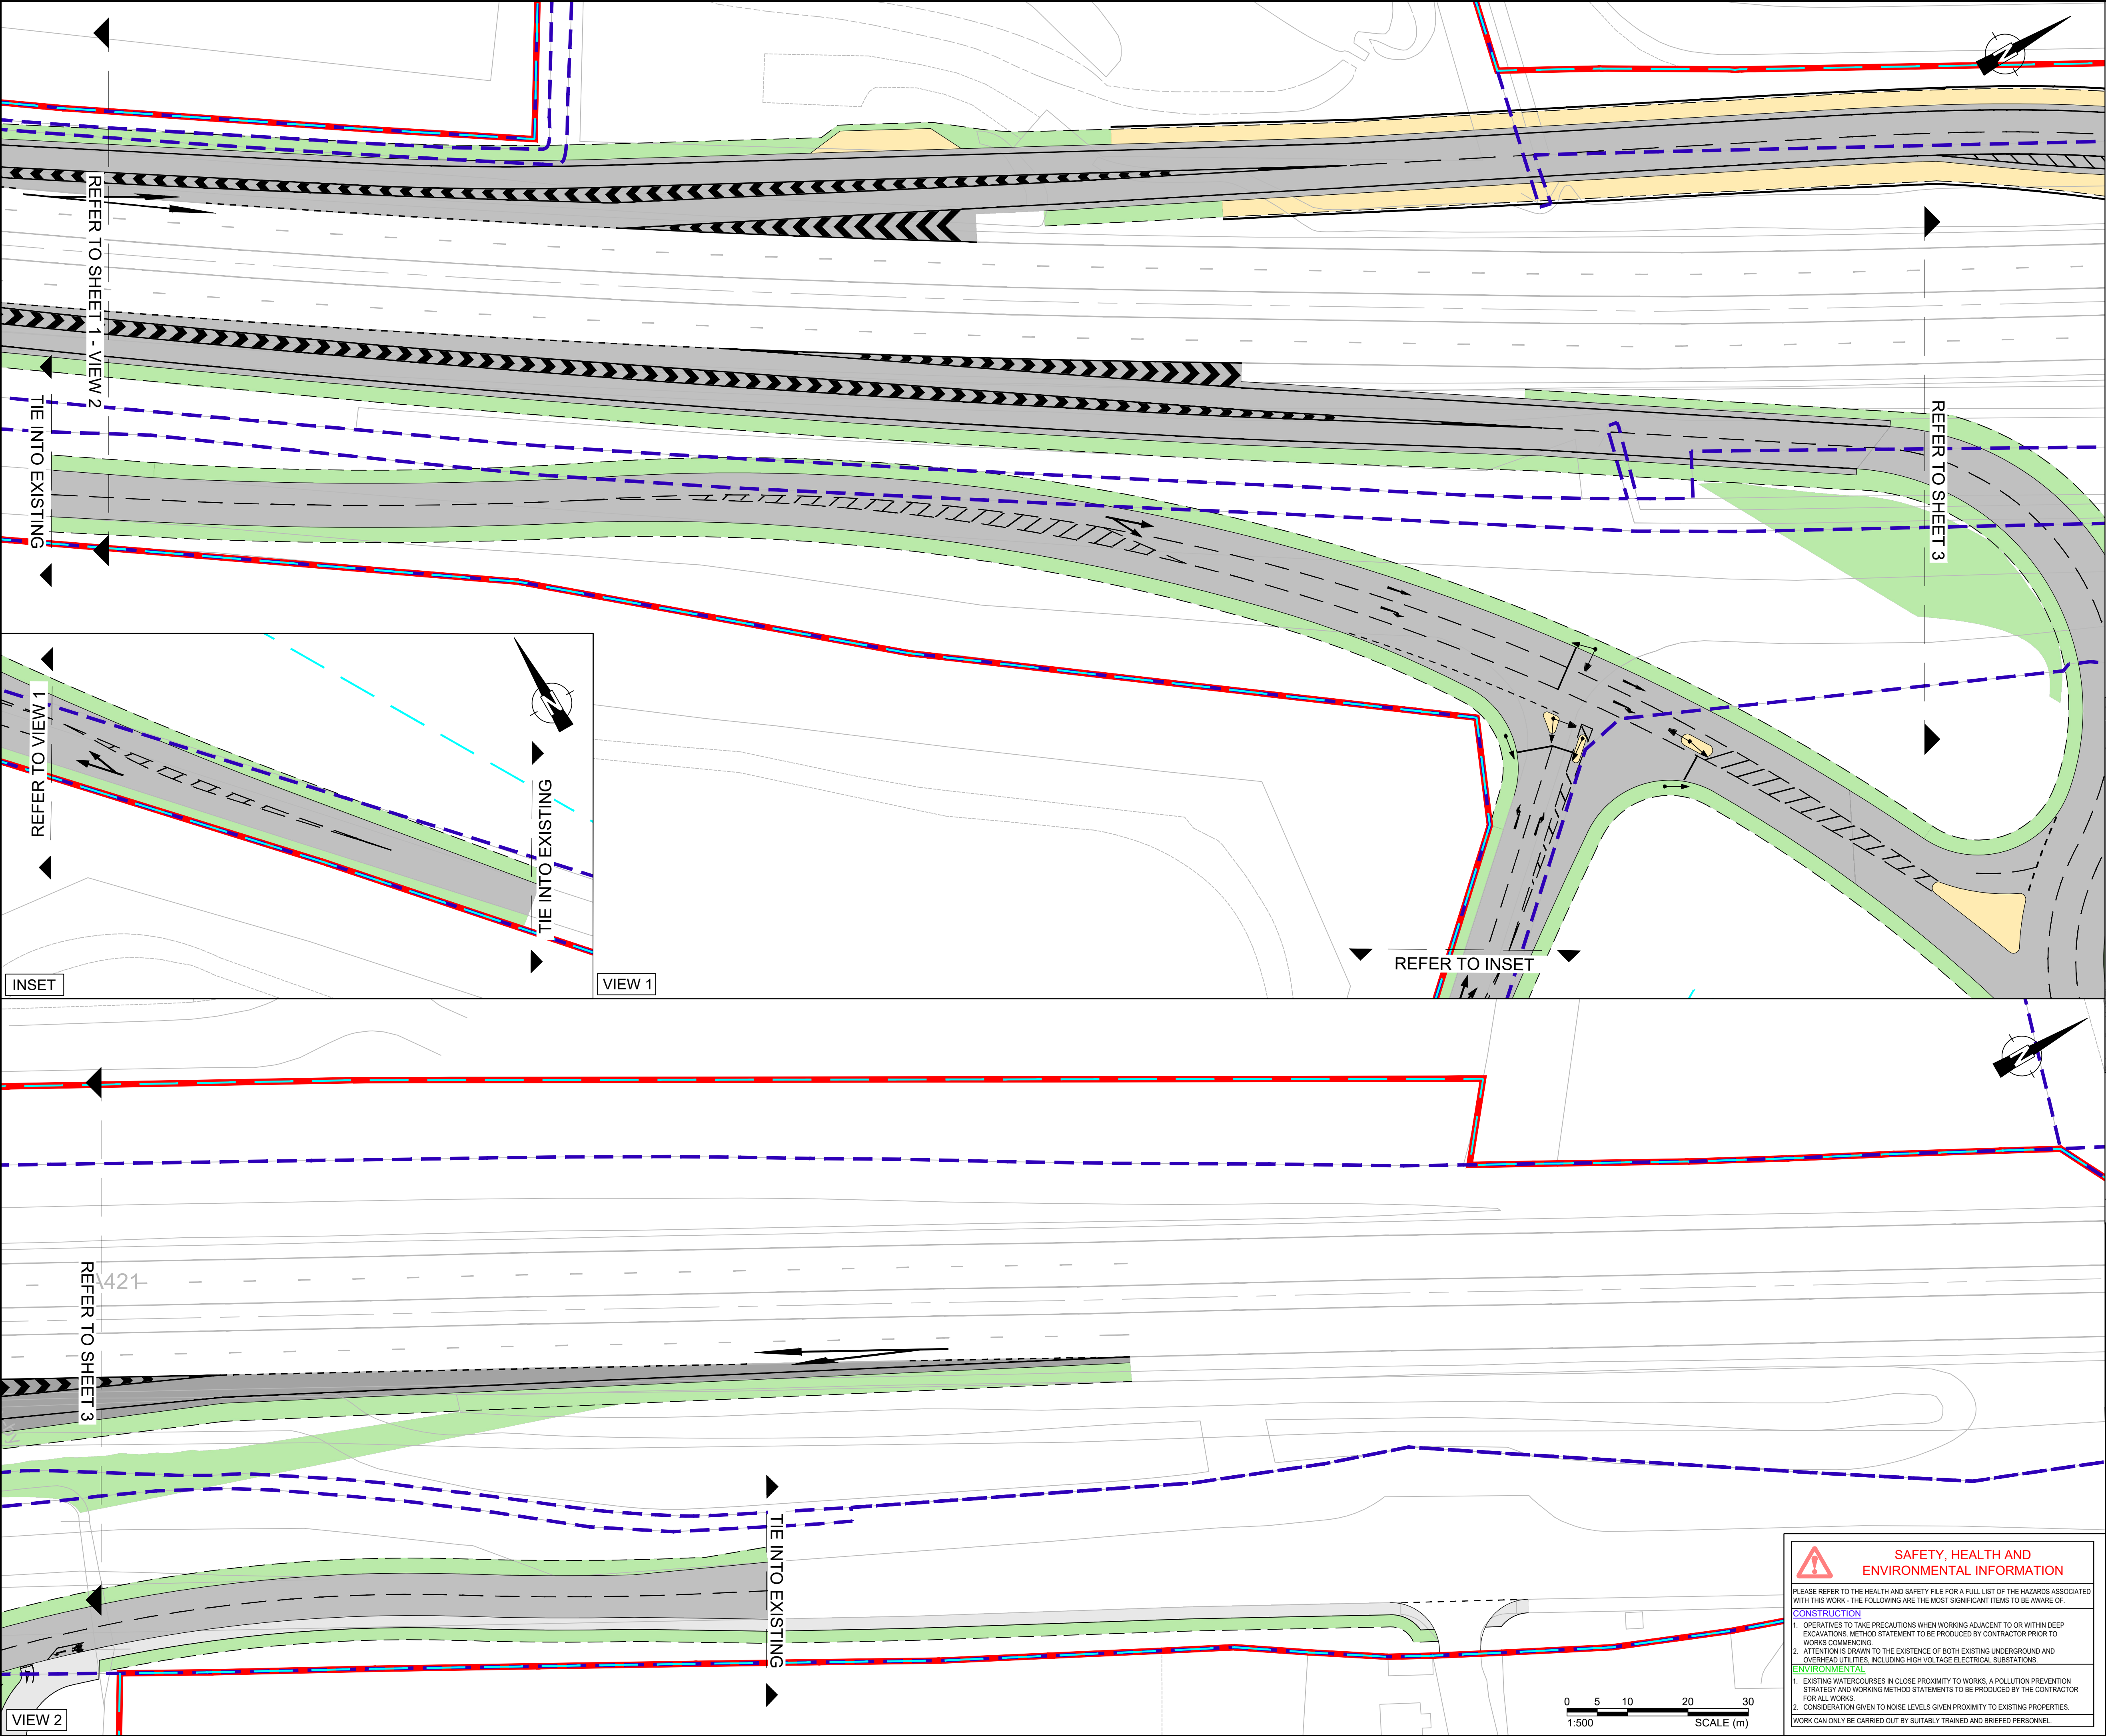 N
REFER TO SHEET 1 - VIEW 2
TIE INTO EXISTING
REFER TO SHEET 3
REFER TO VIEW 1
N
TIE INTO EXISTING
INSET
VIEW 1
REFER TO INSET
N
REFER TO SHEET 3
A421
TIE INTO EXISTING
VIEW 2
0 5 10 20 30
1:500 SCALE (m)
SAFETY, HEALTH AND
ENVIRONMENTAL INFORMATION
PLEASE REFER TO THE HEALTH AND SAFETY FILE FOR A FULL LIST OF THE HAZARDS ASSOCIATED
WITH THIS WORK - THE FOLLOWING ARE THE MOST SIGNIFICANT ITEMS TO BE AWARE OF.
CONSTRUCTION
1. OPERATIVES TO TAKE PRECAUTIONS WHEN WORKING ADJACENT TO OR WITHIN DEEP
EXCAVATIONS. METHOD STATEMENT TO BE PRODUCED BY CONTRACTOR PRIOR TO
WORKS COMMENCING.
2. ATTENTION IS DRAWN TO THE EXISTENCE OF BOTH EXISTING UNDERGROUND AND
OVERHEAD UTILITIES, INCLUDING HIGH VOLTAGE ELECTRICAL SUBSTATIONS.
ENVIRONMENTAL
1. EXISTING WATERCOURSES IN CLOSE PROXIMITY TO WORKS, A POLLUTION PREVENTION
STRATEGY AND WORKING METHOD STATEMENTS TO BE PRODUCED BY THE CONTRACTOR
FOR ALL WORKS.
2. CONSIDERATION GIVEN TO NOISE LEVELS GIVEN PROXIMITY TO EXISTING PROPERTIES.
WORK CAN ONLY BE CARRIED OUT BY SUITABLY TRAINED AND BRIEFED PERSONNEL.